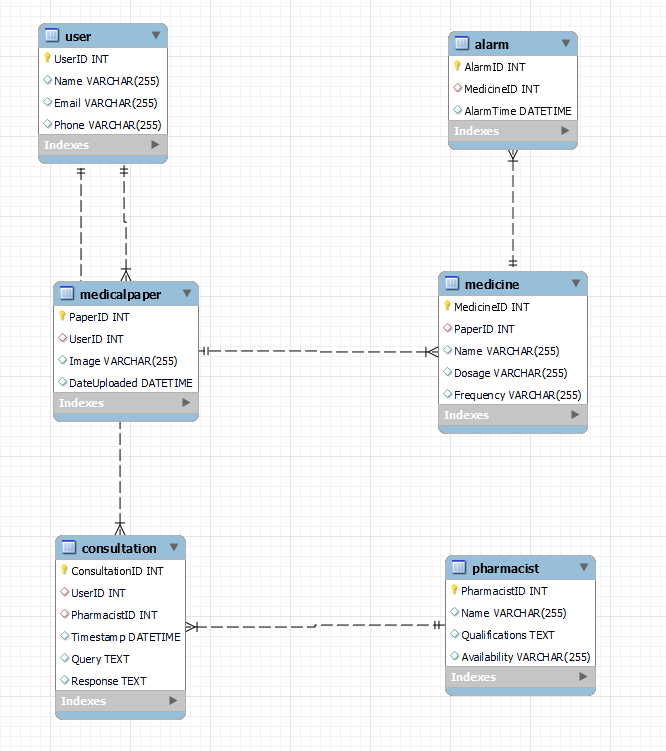 user
UserID INT
Name VARCHAR(255)
Email VARCHAR(255)
Phone VARCHAR(255)
Indexes
alarm
AlarmID INT
MedicineID INT
AlarmTime DATETIME
Indexes
medicalpaper
PaperID INT
UserID INT
Image VARCHAR(255)
DateUploaded DATETIME
Indexes
medicine
MedicineID INT
PaperID INT
Name VARCHAR(255)
Dosage VARCHAR(255)
Frequency VARCHAR(255)
Indexes
consultation
ConsultationID INT
UserID INT
PharmacistID INT
Timestamp DATETIME
Query TEXT
Response TEXT
Indexes
pharmacist
PharmacistID INT
Name VARCHAR(255)
Qualifications TEXT
Availability VARCHAR(255)
Indexes